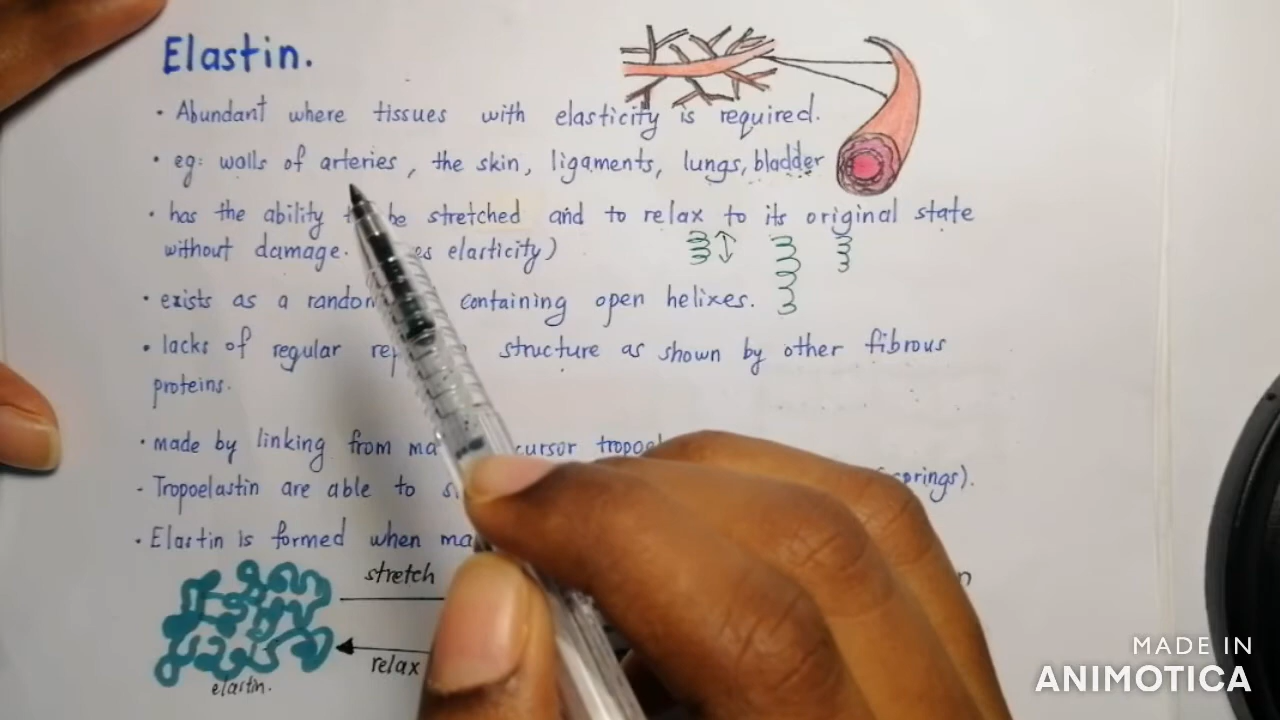 Elastin.
• Abundant where tissues with elasticity is required.
• eg: walls of arteries, the skin, ligaments, lungs, bladder
• has the ability be stretched and to relax to its original state
without damage. elasticity)
• exists as a random containing open helixes.
• lacks of regular structure as shown by other fibrous
proteins.
• made by linking from
- Tropoelastin are able to springs).
• Elastin is formed when
stretch
relax
elastin.
MADE IN
ANIMOTICA